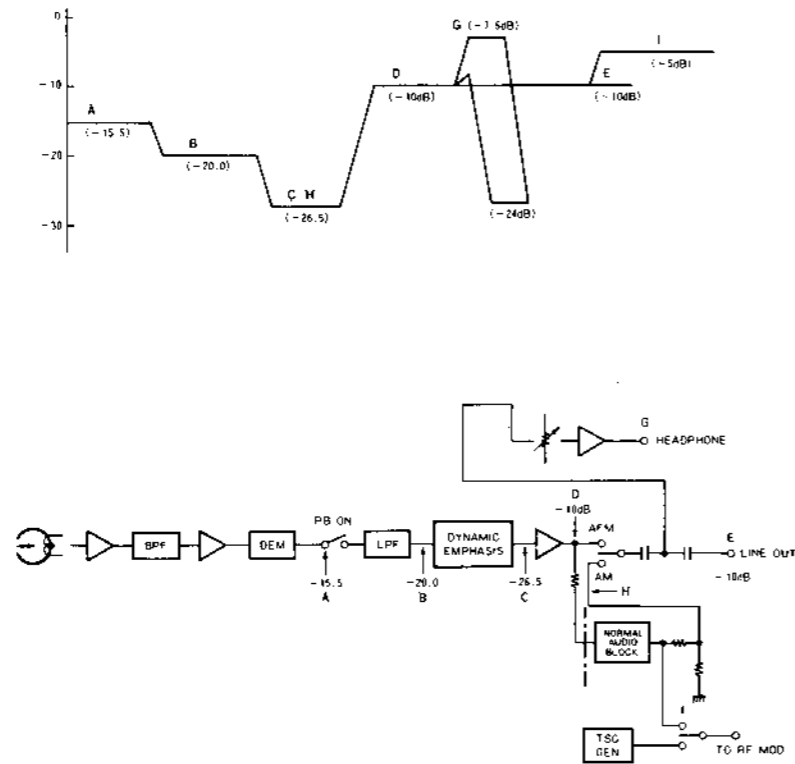 0
G (-7.5dB)
I
(-5dB)
D
E
-10
(-10dB)
(-10dB)
A
(-15.5)
B
-20
(-20.0)
C H
(-26.5)
(-24dB)
-30
G
HEADPHONE
D
-10dB
AFM
E
LINE OUT
-10dB
PB ON
BPF
DEM
LPF
DYNAMIC
EMPHASIS
-15.5
A
-20.0
B
-26.5
C
AM
H
NORMAL
AUDIO
BLOCK
I
TSG
GEN
TO RF MOD